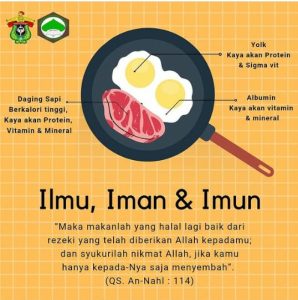 Yolk
Kaya akan Protein
& Sigma vit
Daging Sapi
Berkalori tinggi,
Kaya akan Protein,
Vitamin & Mineral
Albumin
Kaya akan vitamin
& mineral
Ilmu, Iman & Imun
"Maka makanlah yang halal lagi baik dari
rezeki yang telah diberikan Allah kepadamu;
dan syukurilah nikmat Allah, jika kamu
hanya kepada-Nya saja menyembah".
(QS. An-Nahl : 114)